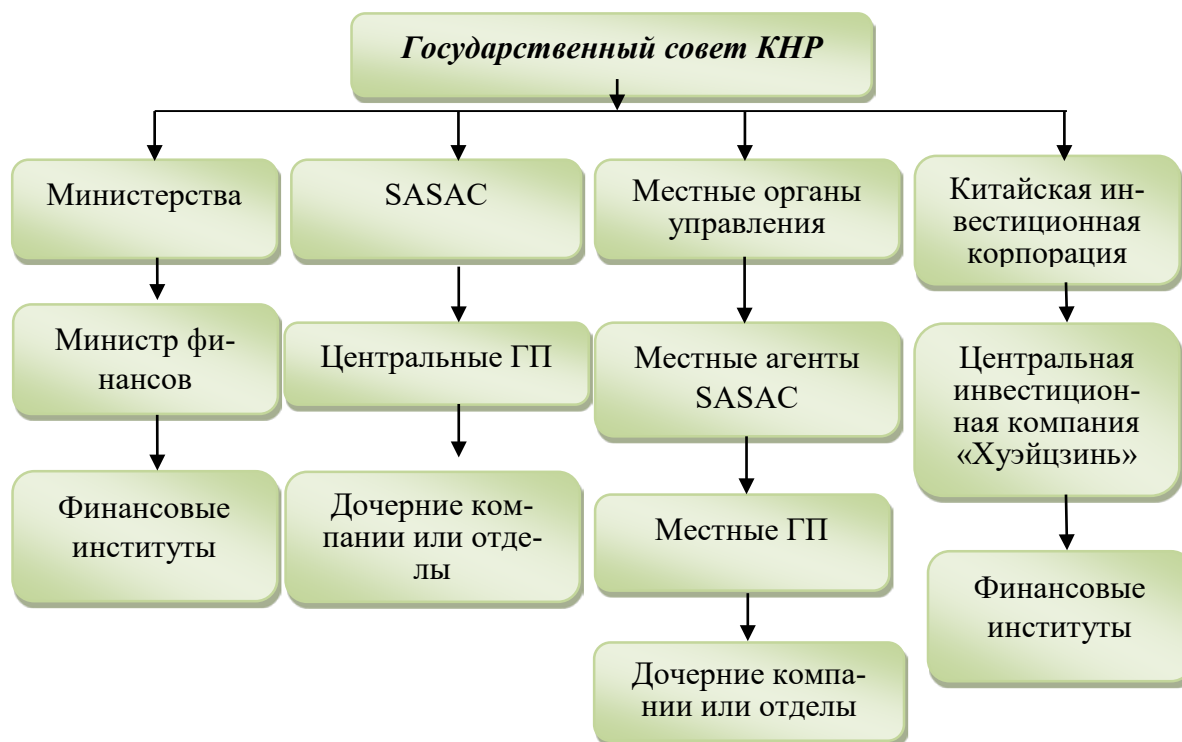 Государственный совет КНР
Министерства
SASAC
Местные органы
управления
Китайская ин-
вестиционная
корпорация
Министр фи-
нансов
Центральные ГП
Местные агенты
SASAC
Центральная
инвестицион-
ная компания
«Хуэйцзинь»
Финансовые
институты
Дочерние ком-
пании или отде-
лы
Местные ГП
Финансовые
институты
Дочерние компа-
нии или отделы